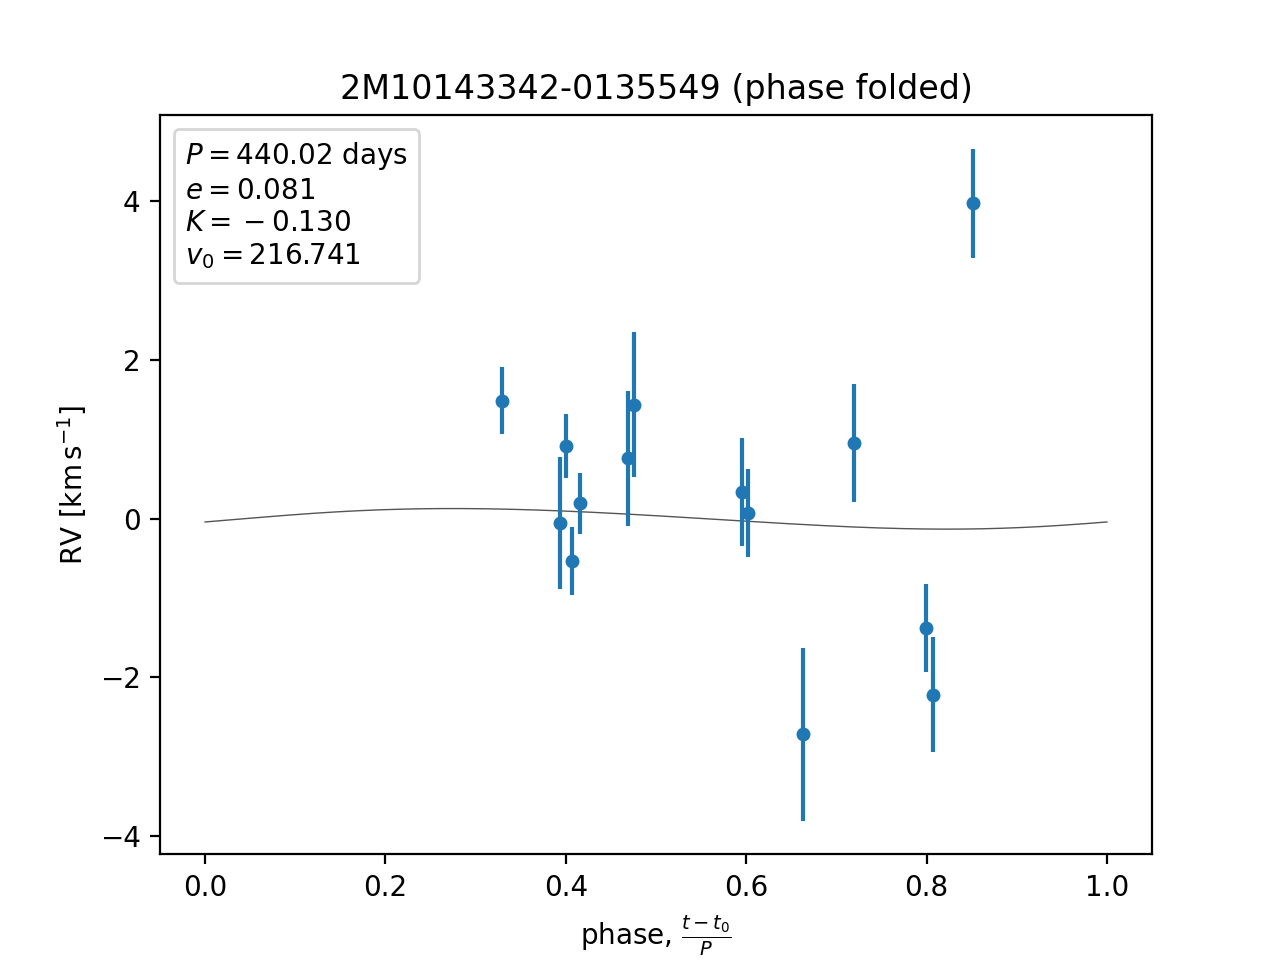 2M10143342-0135549 (phase folded)
P = 440.02 days
e = 0.081
K = −0.130
v₀ = 216.741
4
2
0
−2
−4
RV [km s⁻¹]
0.0 0.2 0.4 0.6 0.8 1.0
phase, (t − t₀)/P